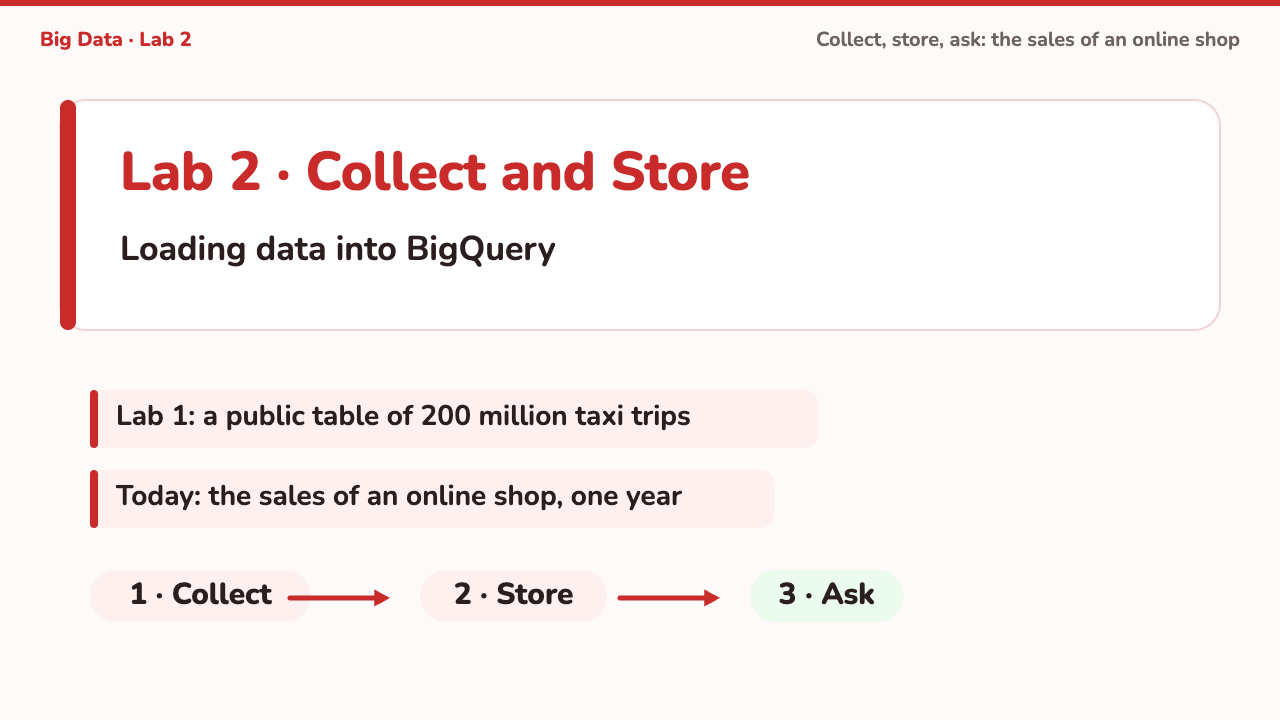 Big Data · Lab 2
Collect, store, ask: the sales of an online shop
Lab 2 · Collect and Store
Loading data into BigQuery
Lab 1: a public table of 200 million taxi trips
Today: the sales of an online shop, one year
1 · Collect
2 · Store
3 · Ask